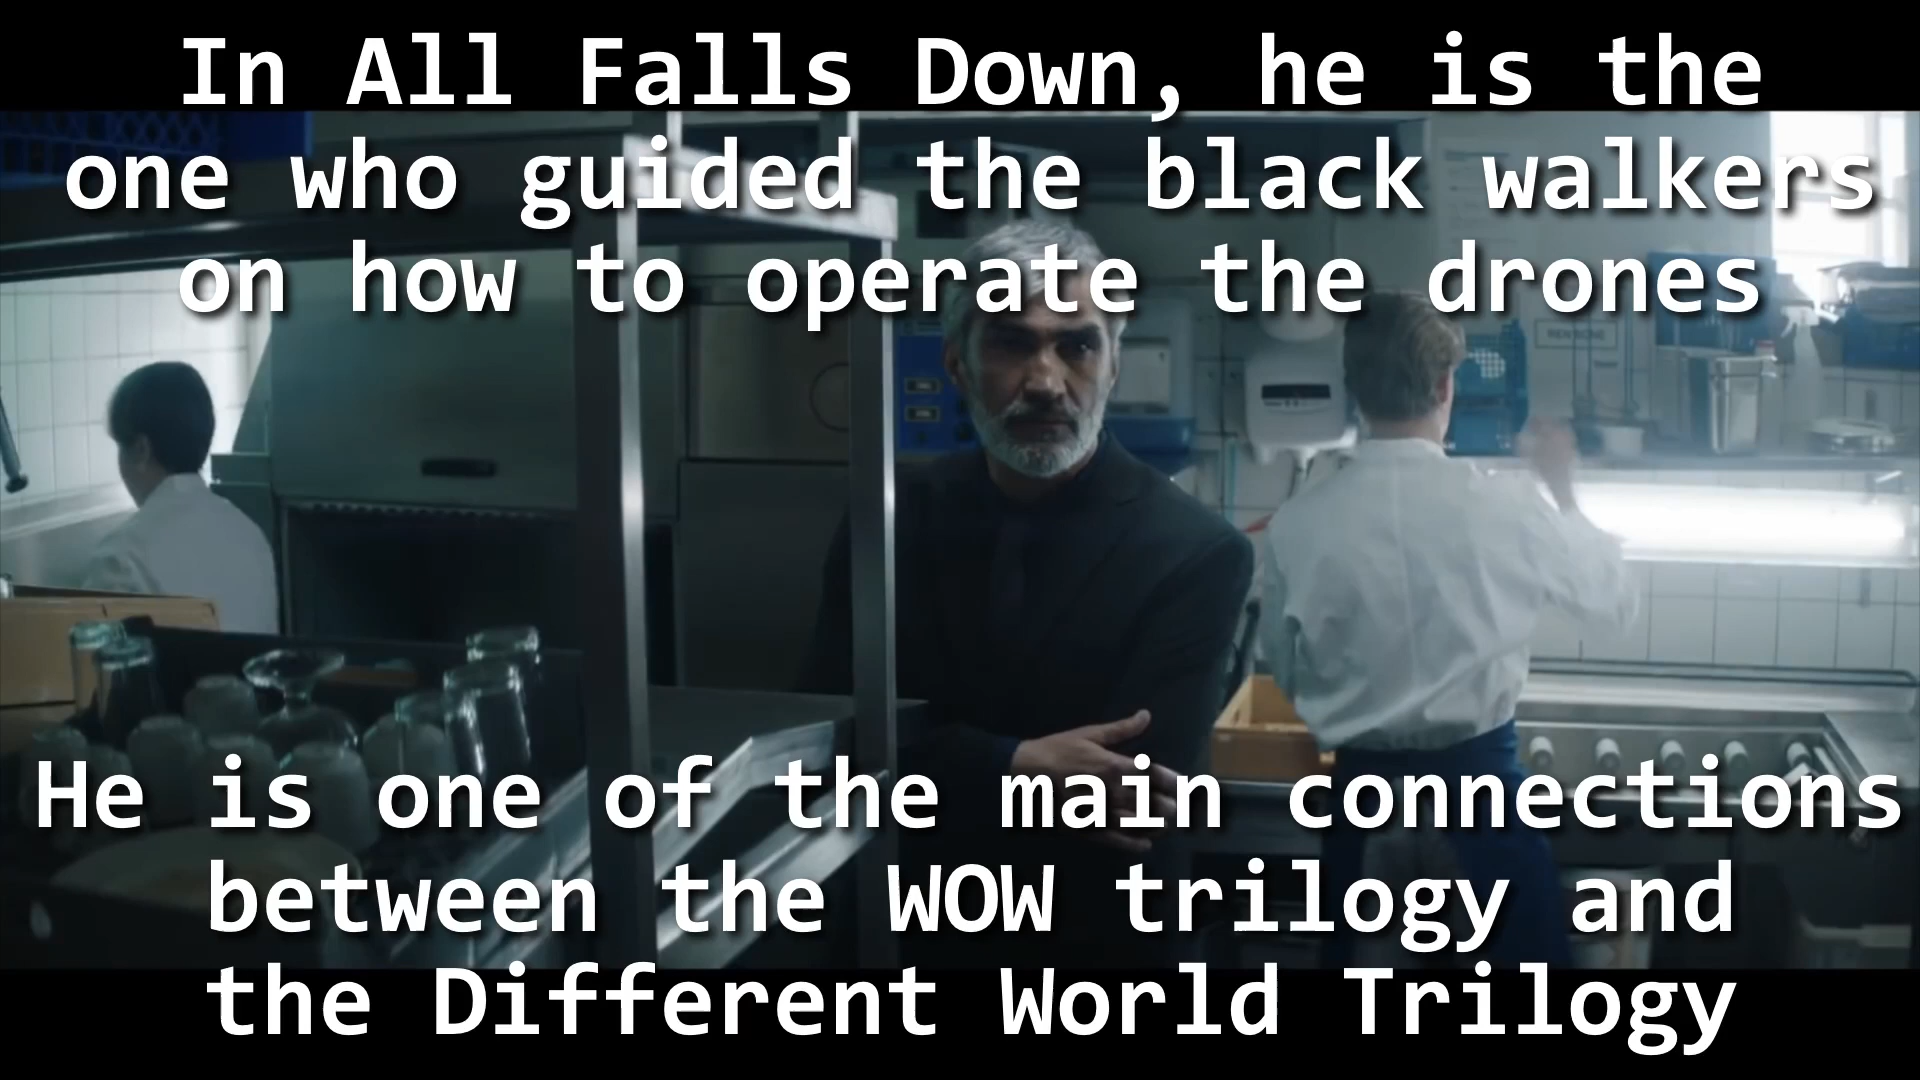 In All Falls Down, he is the
one who guided the black walkers
on how to operate the drones
He is one of the main connections
between the WOW trilogy and
the Different World Trilogy